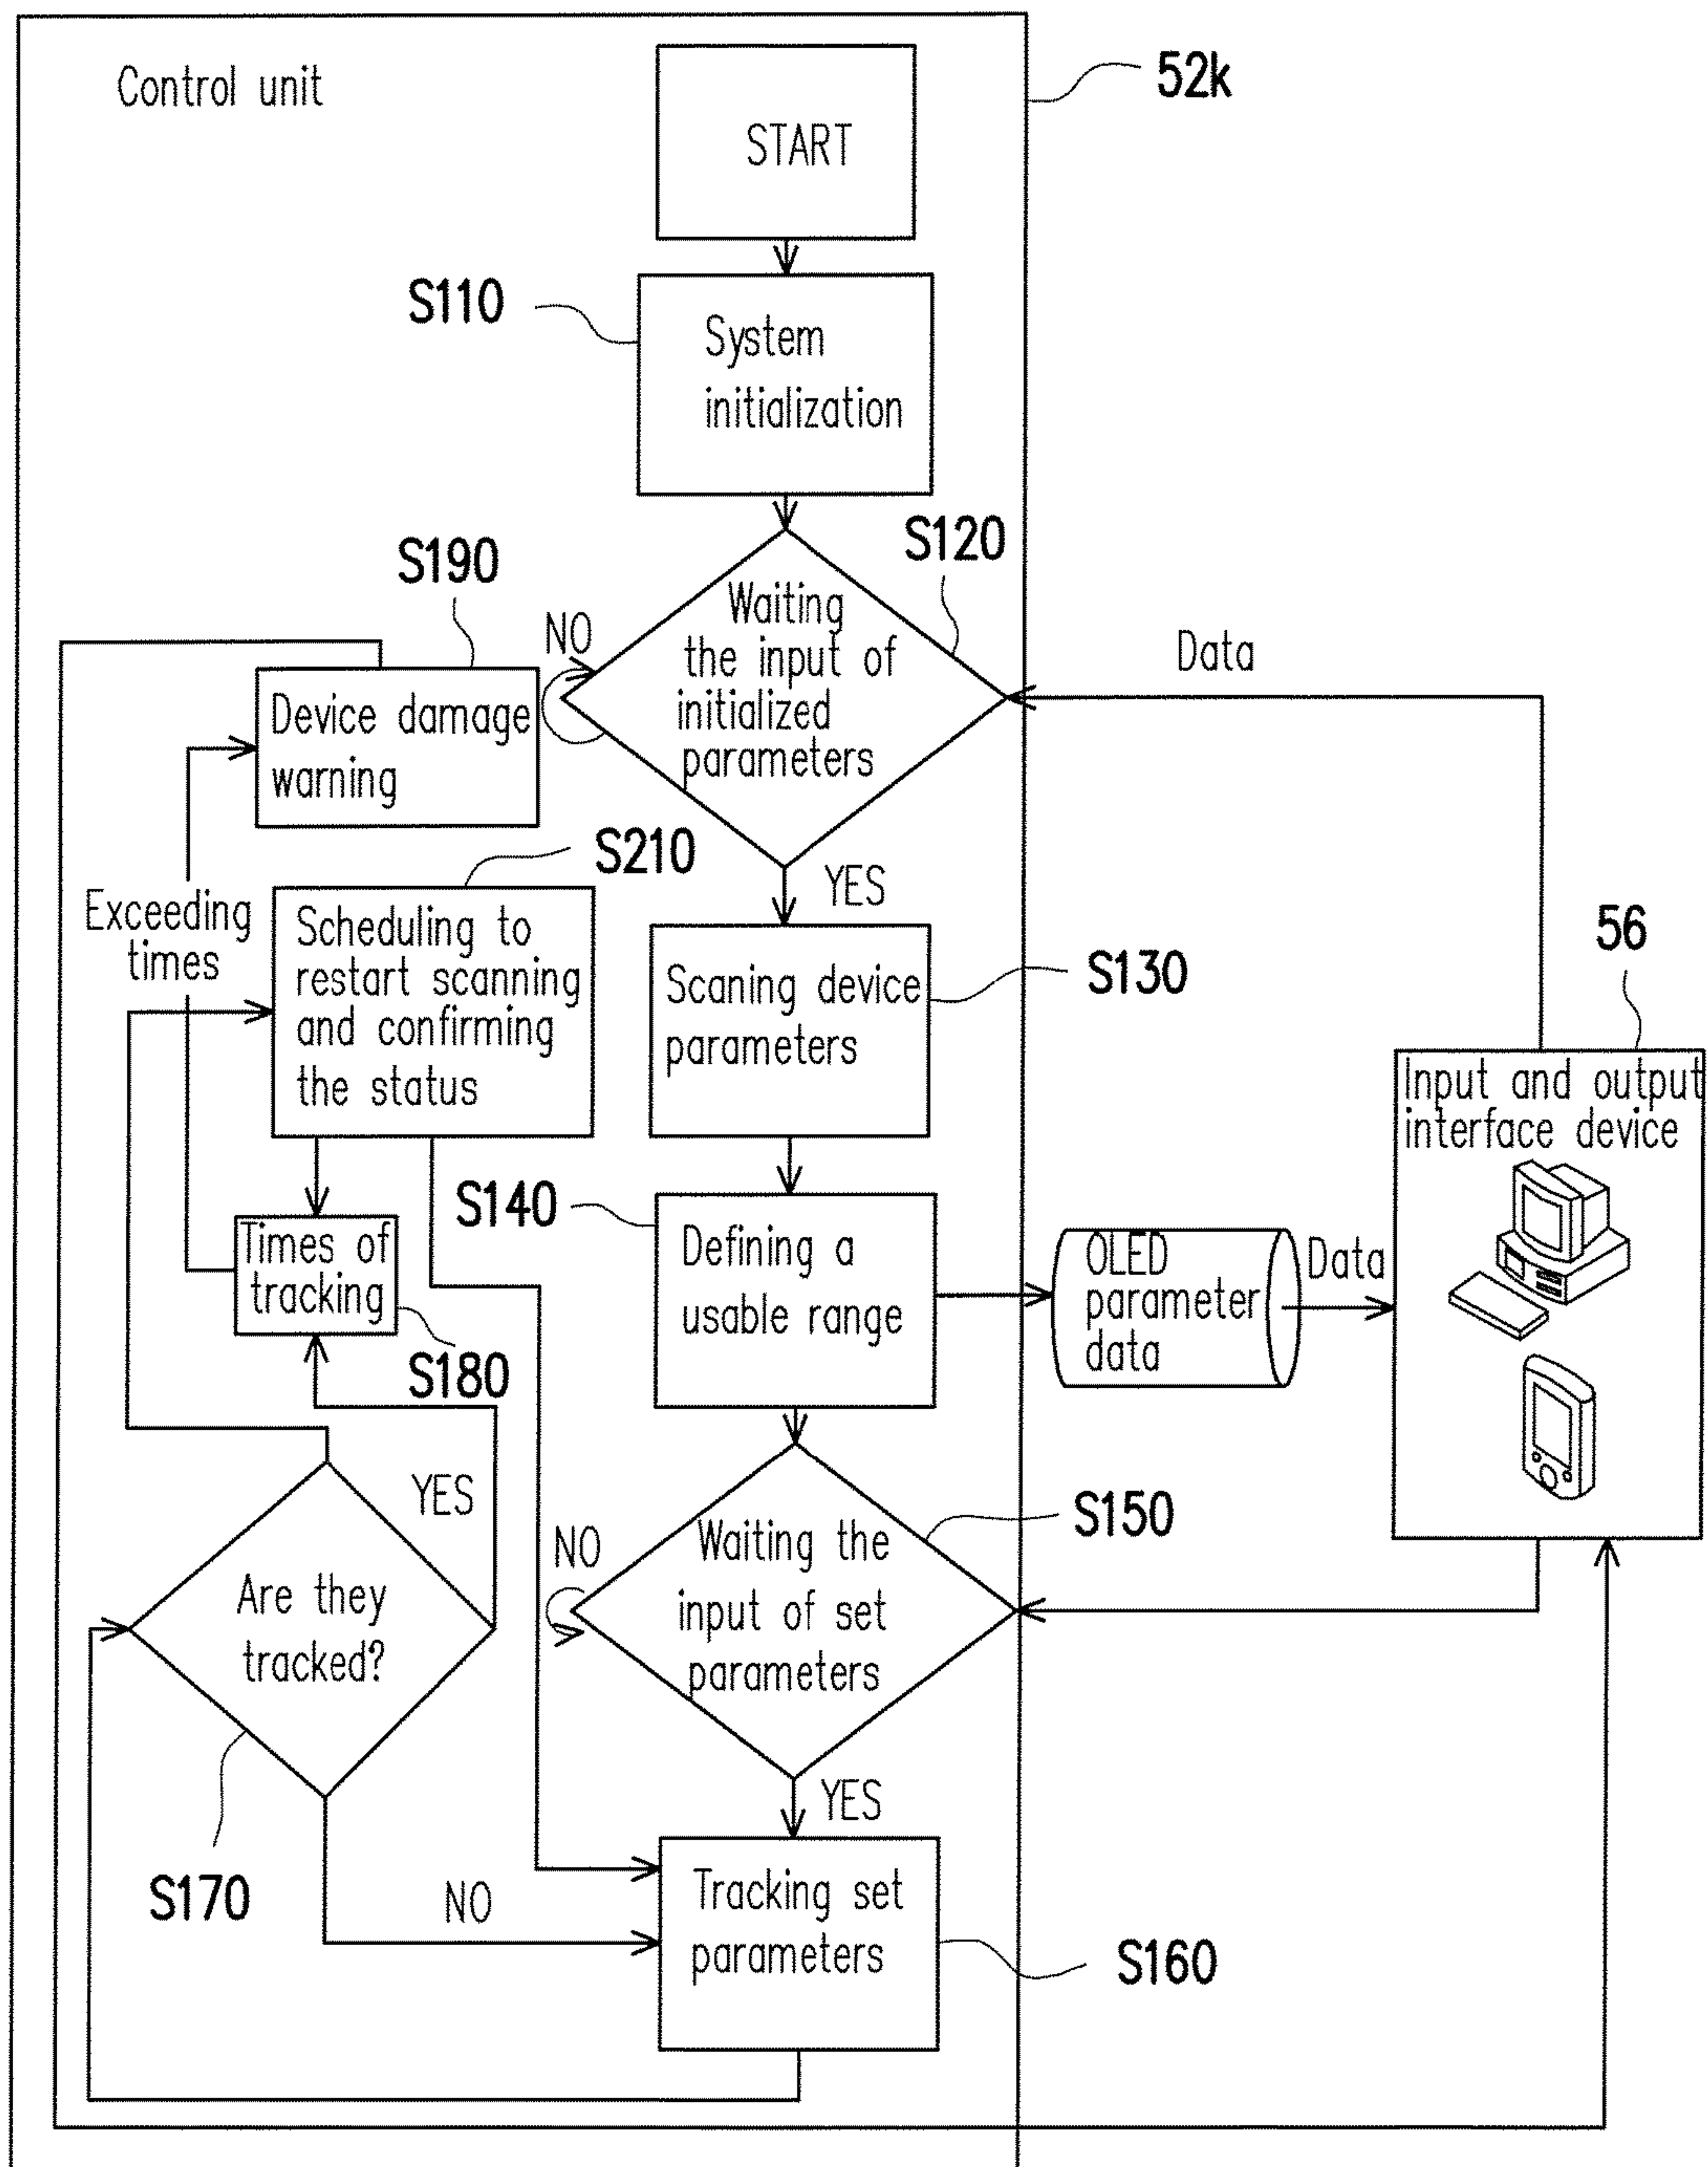 Control unit
START
52k
S110
System
initialization
S120
Waiting
the input of
initialized
parameters
NO
YES
S190
Device damage
warning
Data
S210
Scheduling to
restart scanning
and confirming
the status
Exceeding
times
Scaning device
parameters
S130
56
Input and output
interface device
S140
Defining a
usable range
OLED
parameter
data
Data
Times of
tracking
S180
YES
Are they
tracked?
S170
NO
NO
Waiting the
input of set
parameters
S150
YES
Tracking set
parameters
S160